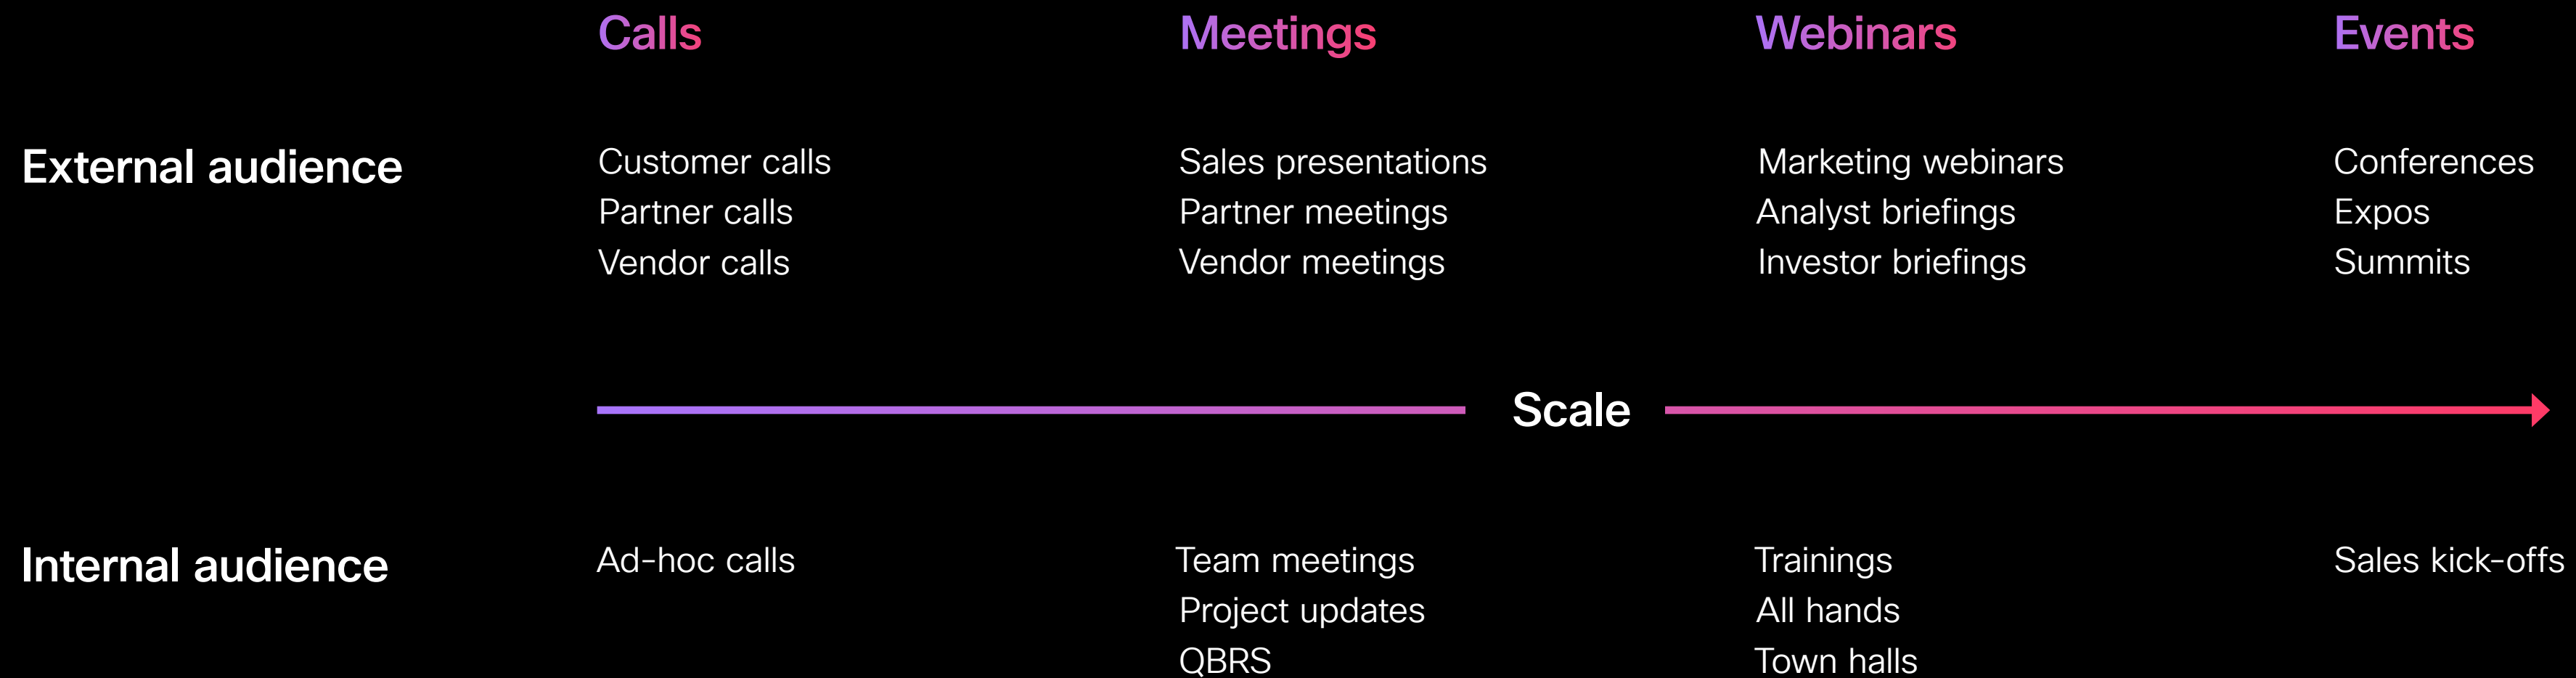 Calls Meetings Webinars Events
External audience
Customer calls Sales presentations Marketing webinars Conferences
Partner calls Partner meetings Analyst briefings Expos
Vendor calls Vendor meetings Investor briefings Summits
Scale
Internal audience
Ad-hoc calls Team meetings Trainings Sales kick-offs
Project updates All hands
QBRS Town halls